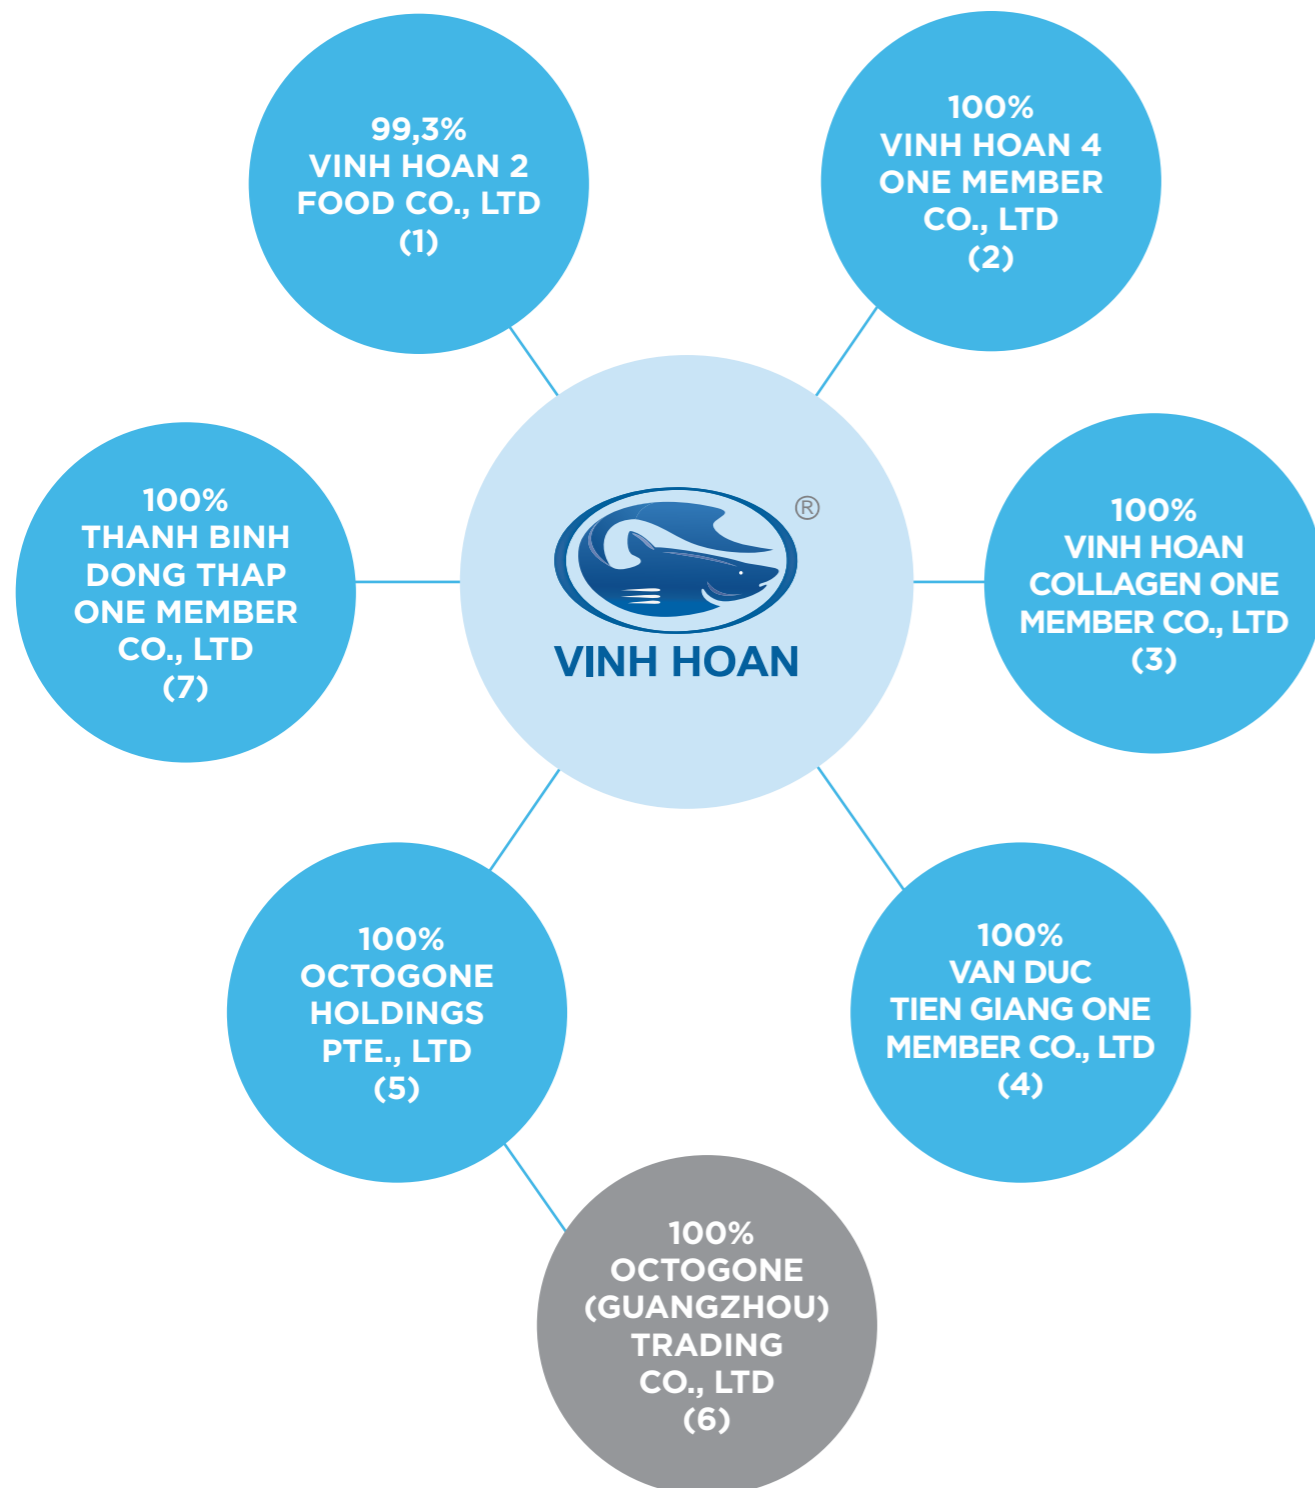 99,3%
VINH HOAN 2
FOOD CO., LTD
(1)
100%
VINH HOAN 4
ONE MEMBER
CO., LTD
(2)
100%
THANH BINH
DONG THAP
ONE MEMBER
CO., LTD
(7)
®
VINH HOAN
100%
VINH HOAN
COLLAGEN ONE
MEMBER CO., LTD
(3)
100%
OCTOGONE
HOLDINGS
PTE., LTD
(5)
100%
VAN DUC
TIEN GIANG ONE
MEMBER CO., LTD
(4)
100%
OCTOGONE
(GUANGZHOU)
TRADING
CO., LTD
(6)